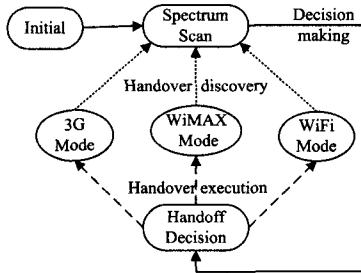 Initial
Spectrum
Scan
Decision
making
Handover discovery
3G
Mode
WiMAX
Mode
WiFi
Mode
Handover execution
Handoff
Decision